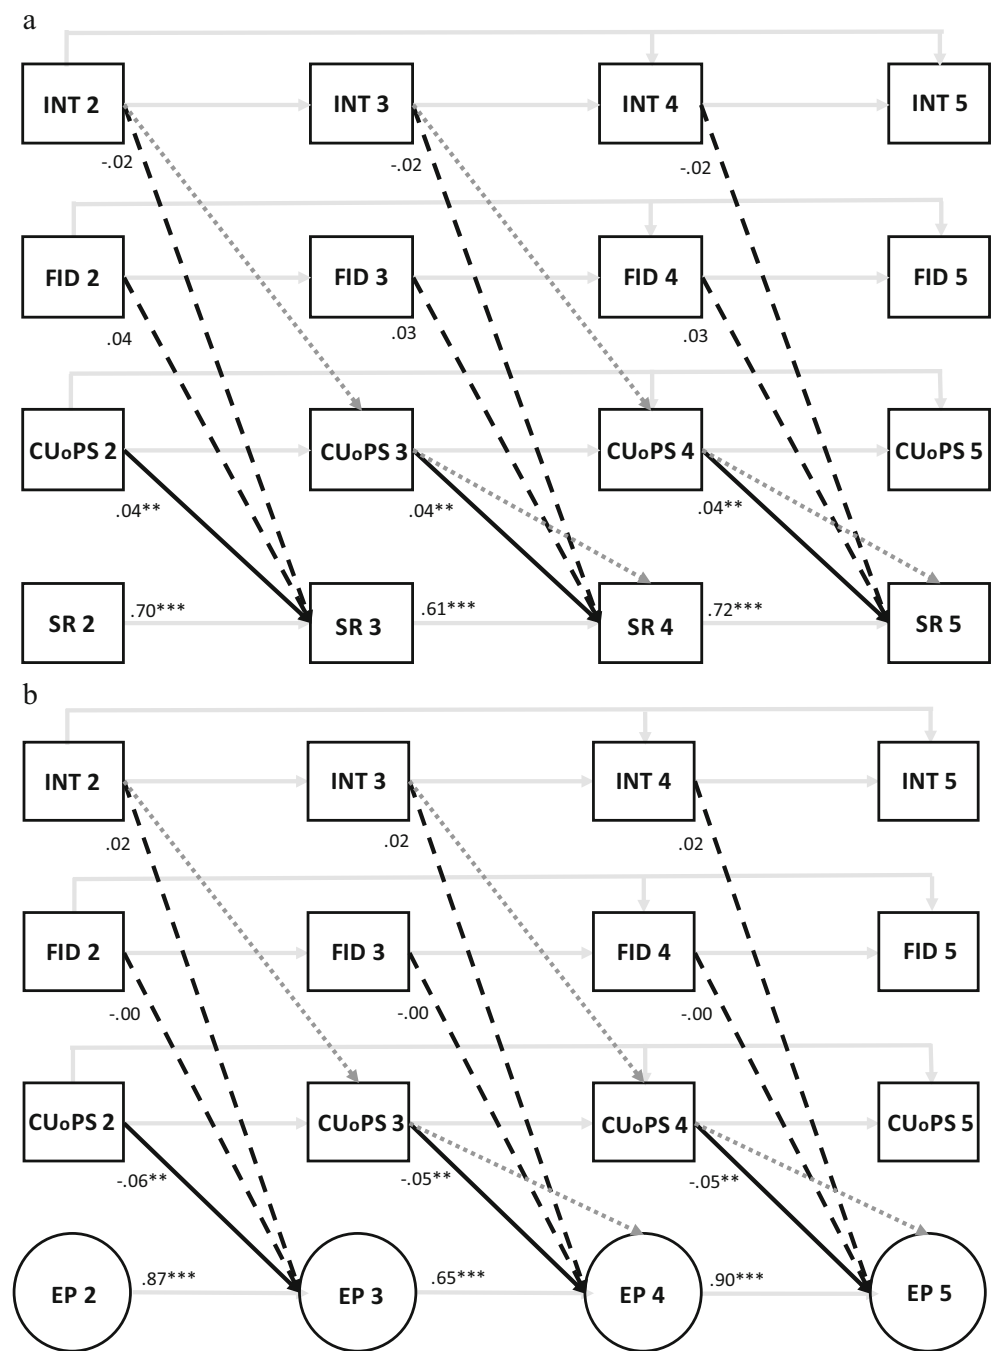 a
INT 2 INT 3 INT 4 INT 5
-.02 -.02 -.02
FID 2 FID 3 FID 4 FID 5
.04 .03 .03
CUoPS 2 CUoPS 3 CUoPS 4 CUoPS 5
.04** .04** .04**
.70*** .61*** .72***
SR 2 SR 3 SR 4 SR 5
b
INT 2 INT 3 INT 4 INT 5
.02 .02 .02
FID 2 FID 3 FID 4 FID 5
-.00 -.00 -.00
CUoPS 2 CUoPS 3 CUoPS 4 CUoPS 5
-.06** -.05** -.05**
.87*** .65*** .90***
EP 2 EP 3 EP 4 EP 5